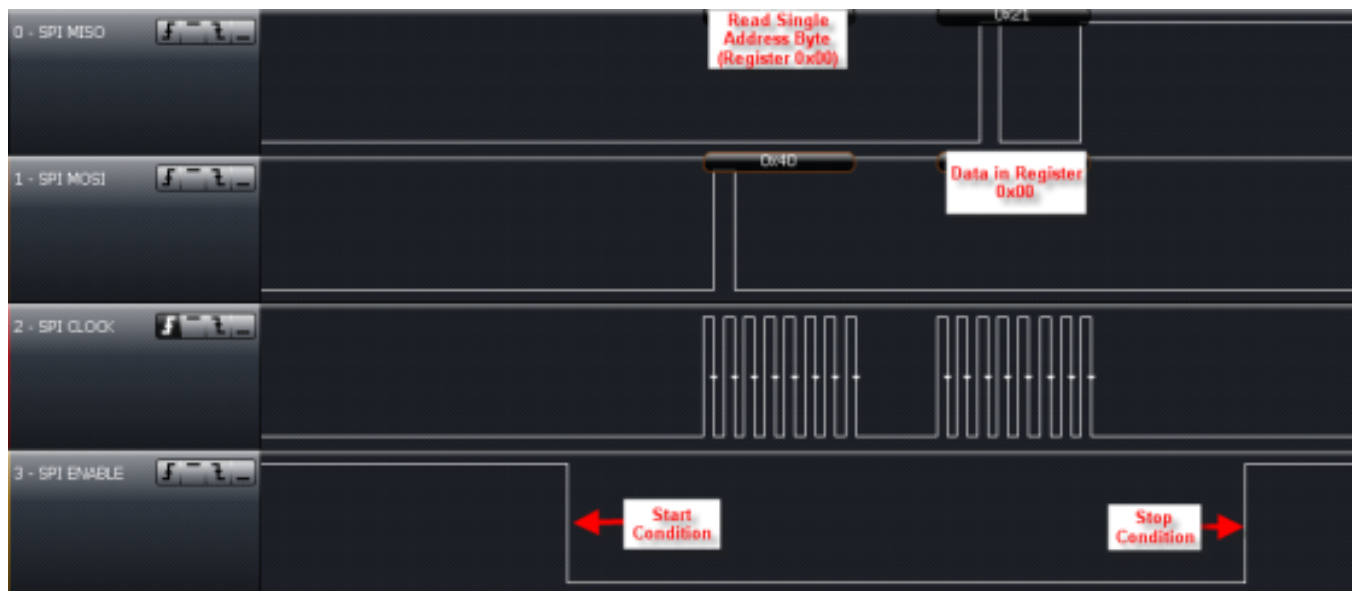 0 - SPI MISO
Read Single
Address Byte
(Register 0x00)
0x21
1 - SPI MOSI
0X40
Data in Register
0x00
2 - SPI CLOCK
3 - SPI ENABLE
Start
Condition
Stop
Condition